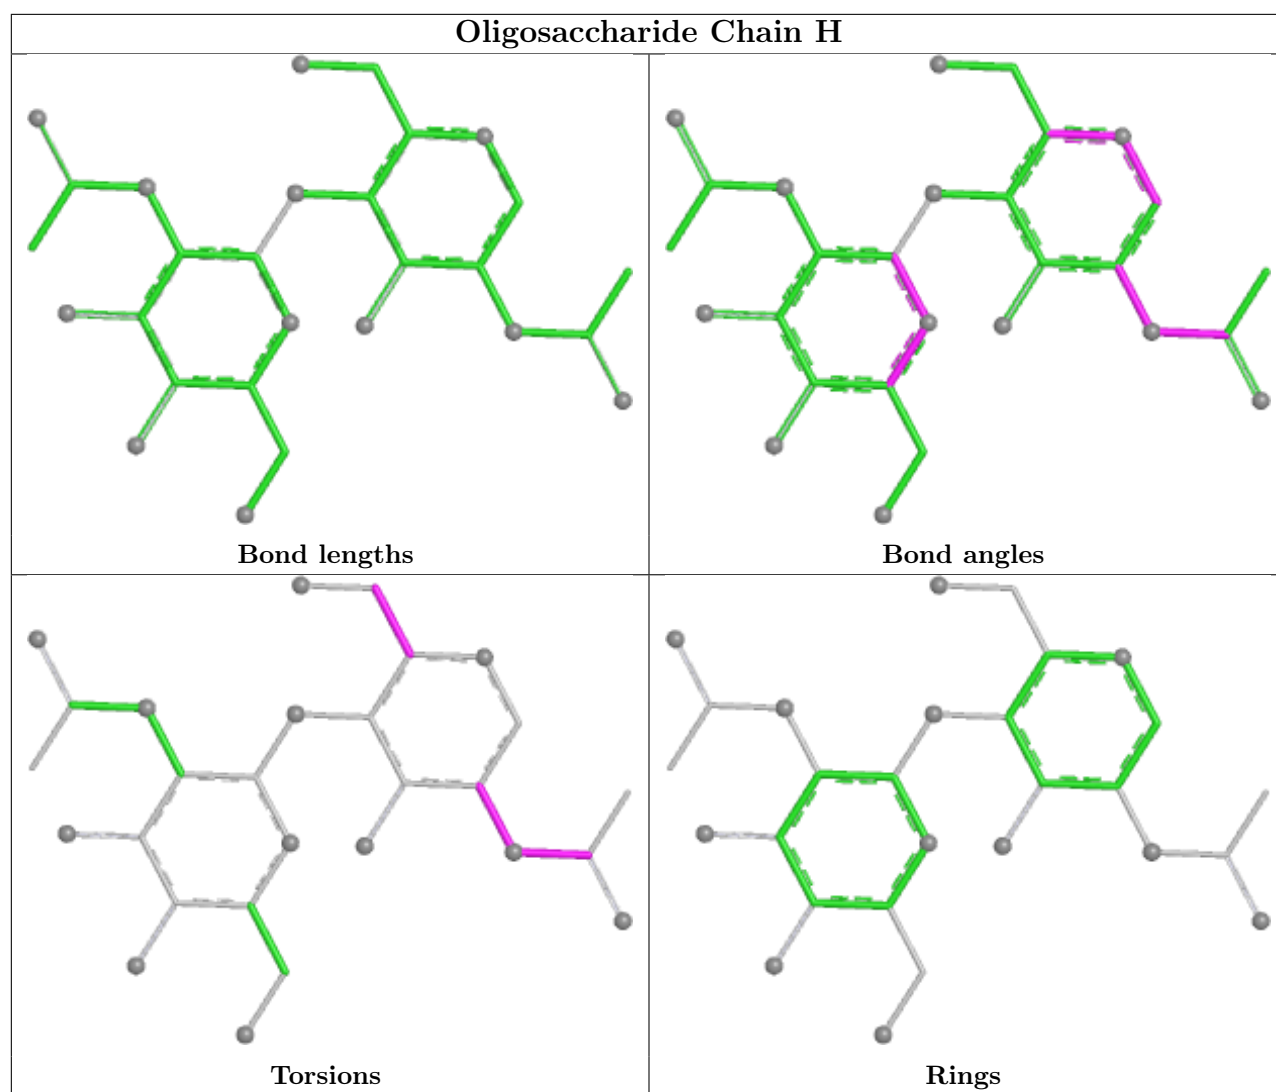 Oligosaccharide Chain H
Bond lengths
Bond angles
Torsions
Rings